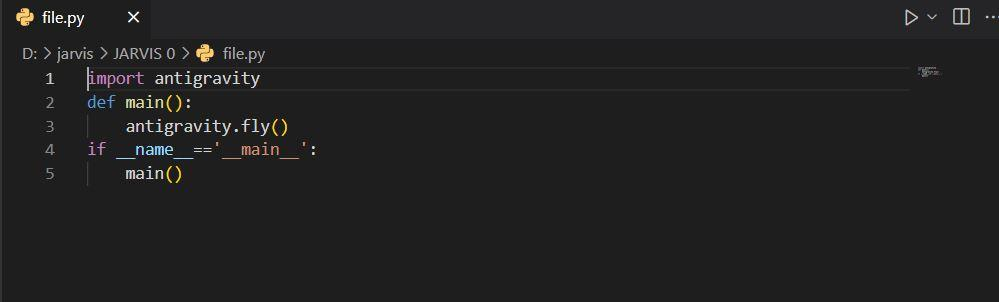 file.py
D: > jarvis > JARVIS 0 > file.py
1 import antigravity
2 def main():
3     antigravity.fly()
4 if __name__=='__main__':
5     main()